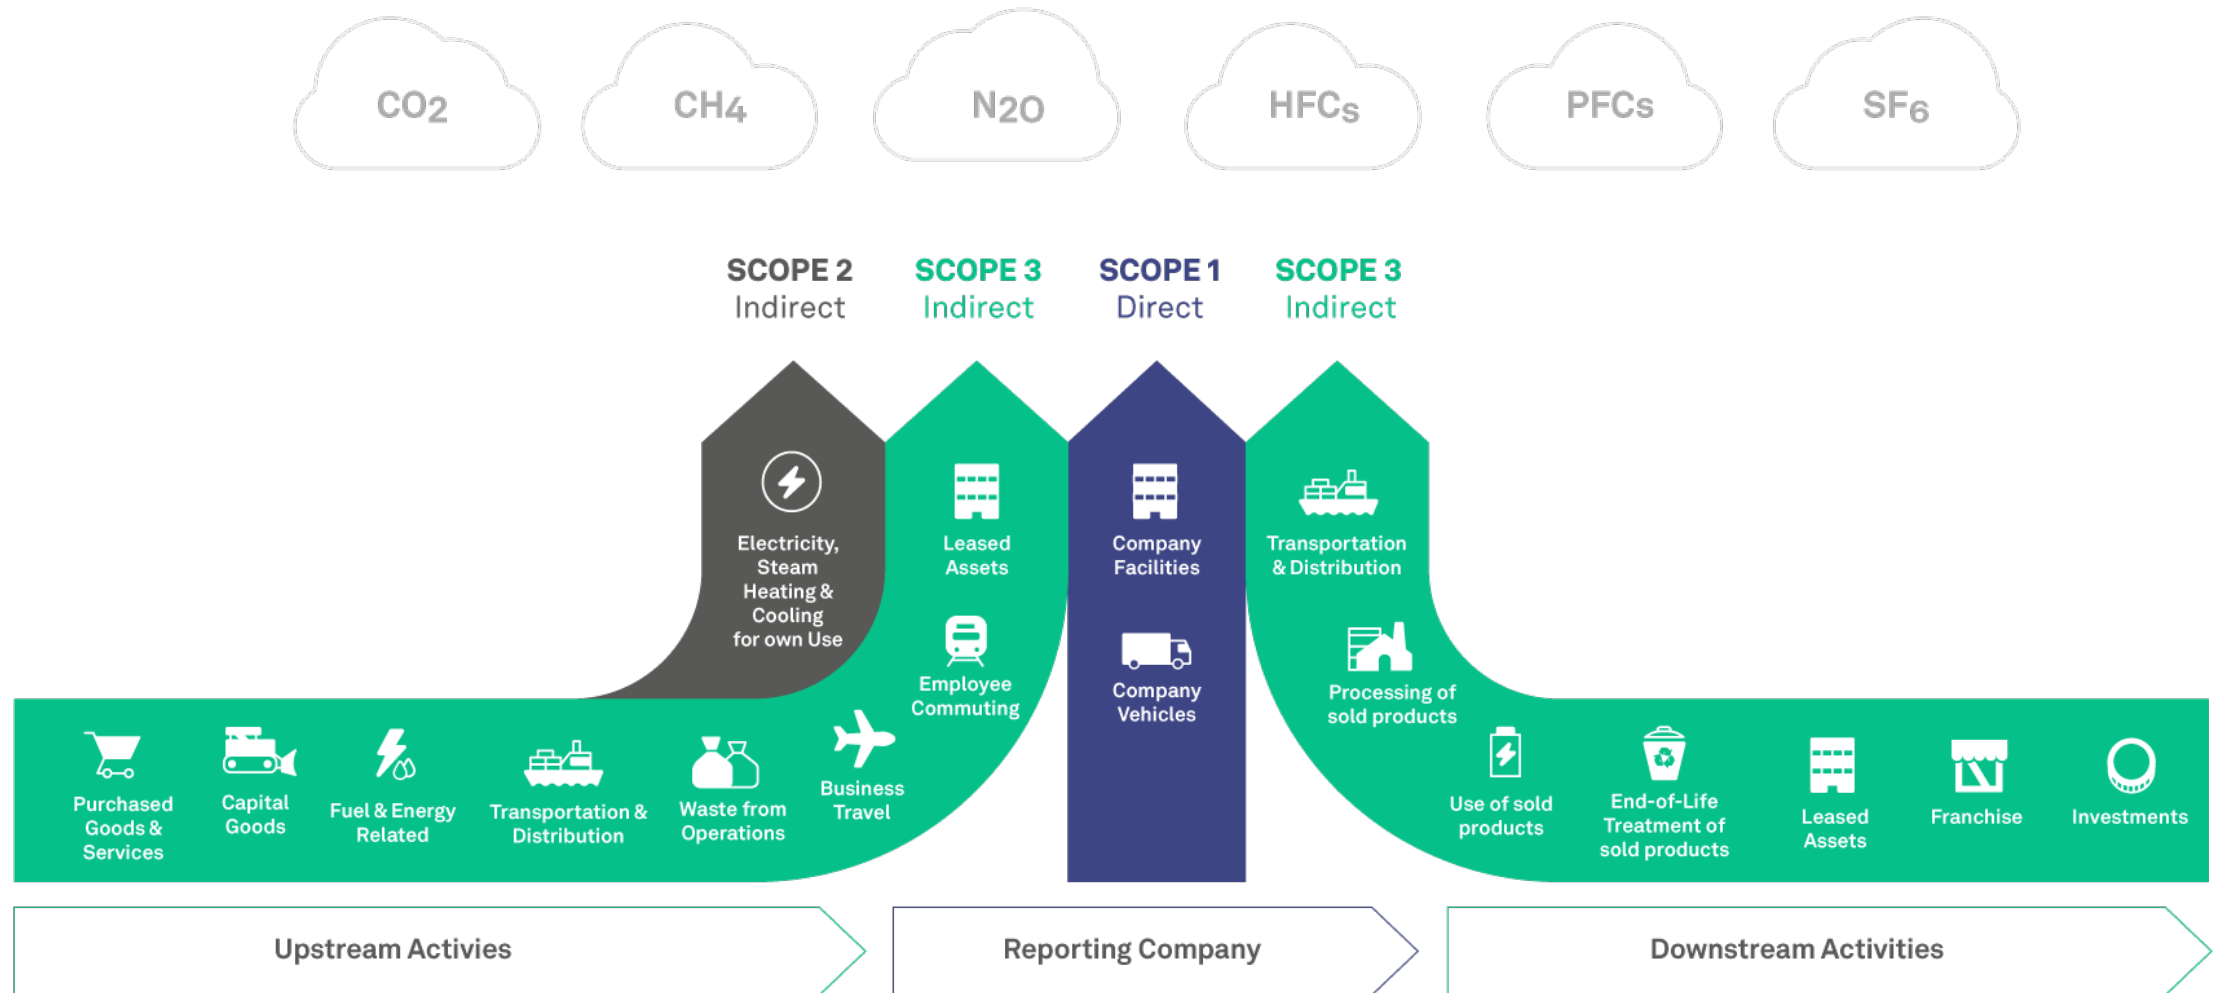 CO2
CH4
N2O
HFCs
PFCs
SF6
SCOPE 2
Indirect
SCOPE 3
Indirect
SCOPE 1
Direct
SCOPE 3
Indirect
Electricity,
Steam
Heating &
Cooling
for own Use
Leased
Assets
Company
Facilities
Transportation
& Distribution
Employee
Commuting
Company
Vehicles
Processing of
sold products
Purchased
Goods &
Services
Capital
Goods
Fuel & Energy
Related
Transportation &
Distribution
Waste from
Operations
Business
Travel
Use of sold
products
End-of-Life
Treatment of
sold products
Leased
Assets
Franchise
Investments
Upstream Activies
Reporting Company
Downstream Activities